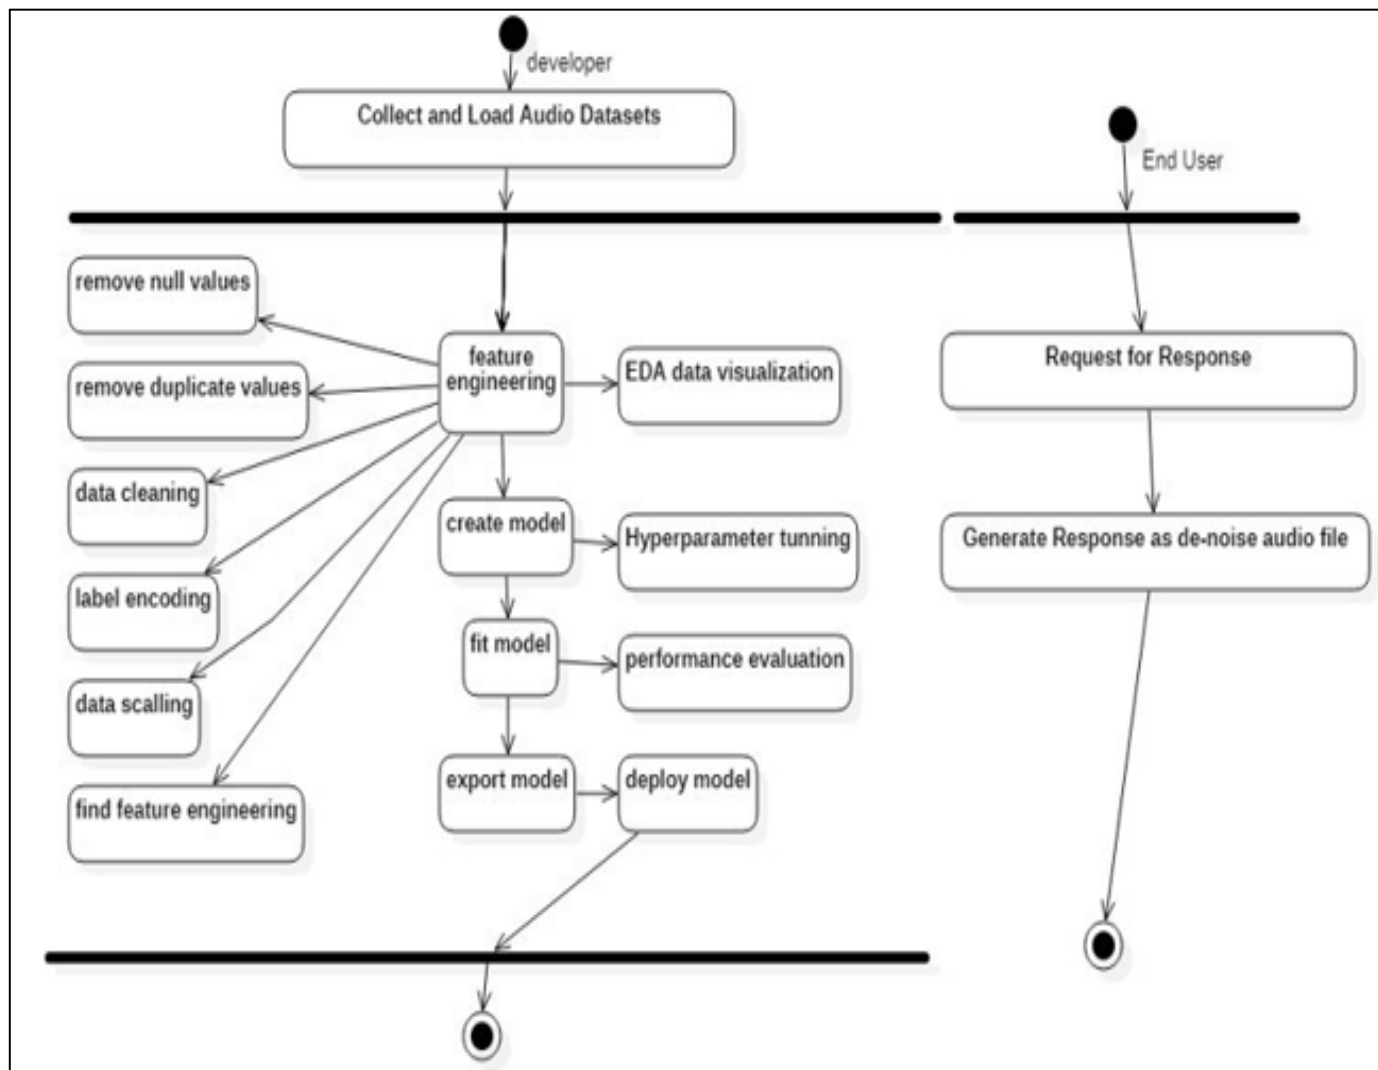 developer
Collect and Load Audio Datasets
End User
remove null values
feature
engineering
EDA data visualization
Request for Response
remove duplicate values
data cleaning
create model
Hyperparameter tunning
Generate Response as de-noise audio file
label encoding
fit model
performance evaluation
data scalling
export model
deploy model
find feature engineering